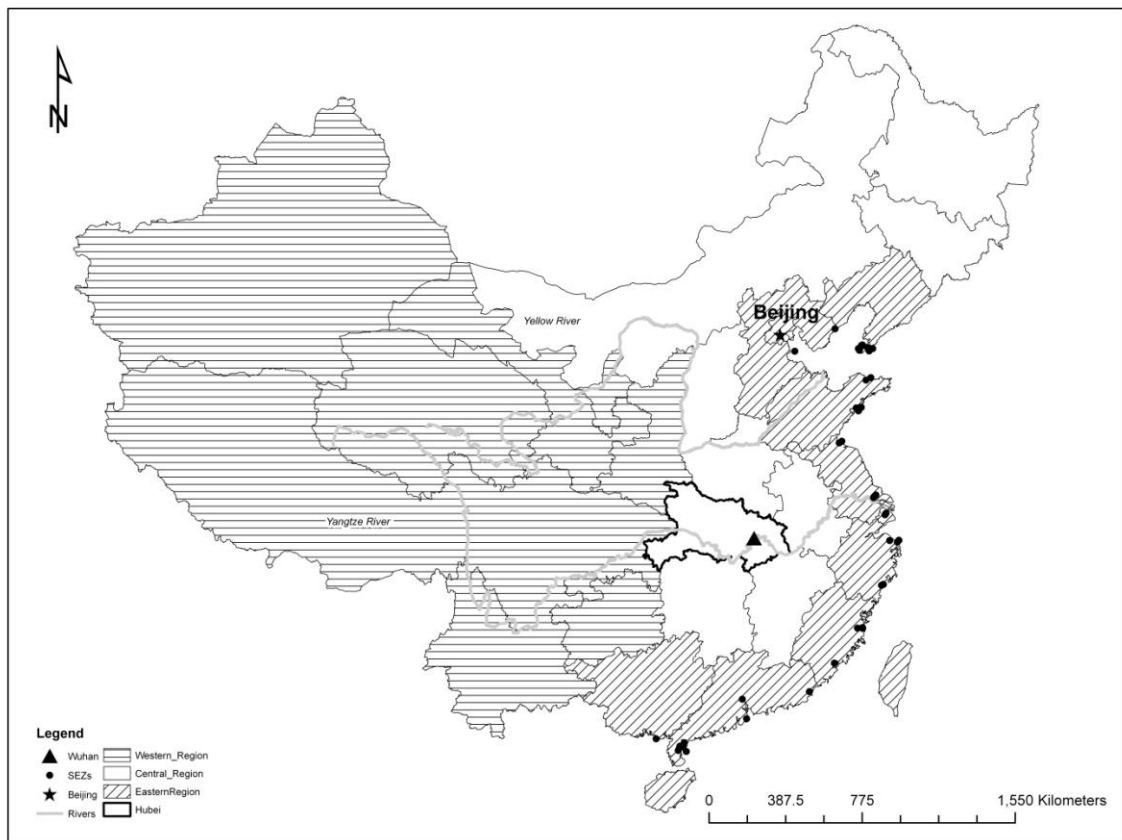 N
Beijing
Yellow River
Yangtze River
Legend
Wuhan
Western_Region
SEZs
Central_Region
Beijing
EasternRegion
Rivers
Hubei
0 387.5 775 1,550 Kilometers